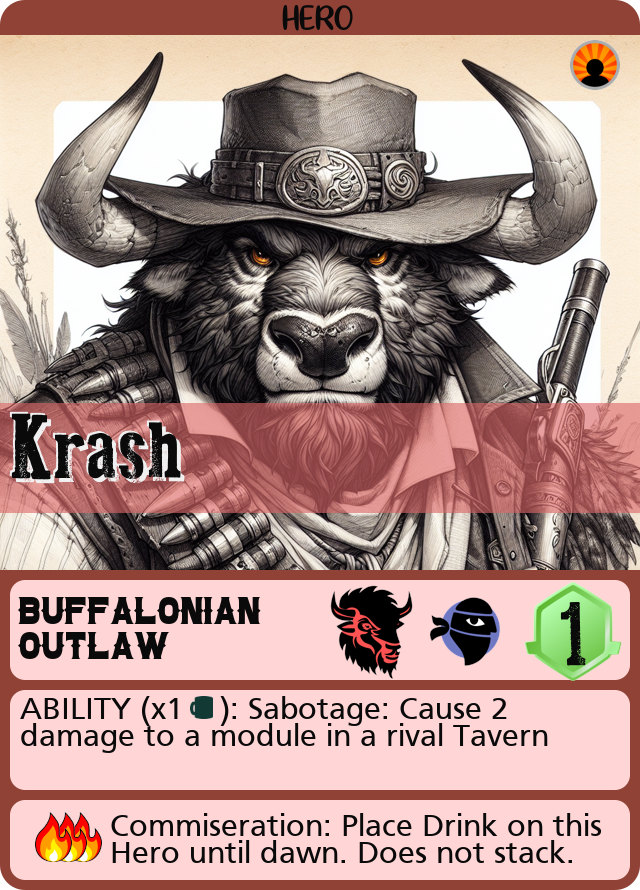 HERO
Krash
BUFFALONIAN
OUTLAW
1
ABILITY (x1 ): Sabotage: Cause 2
damage to a module in a rival Tavern
Commiseration: Place Drink on this
Hero until dawn. Does not stack.